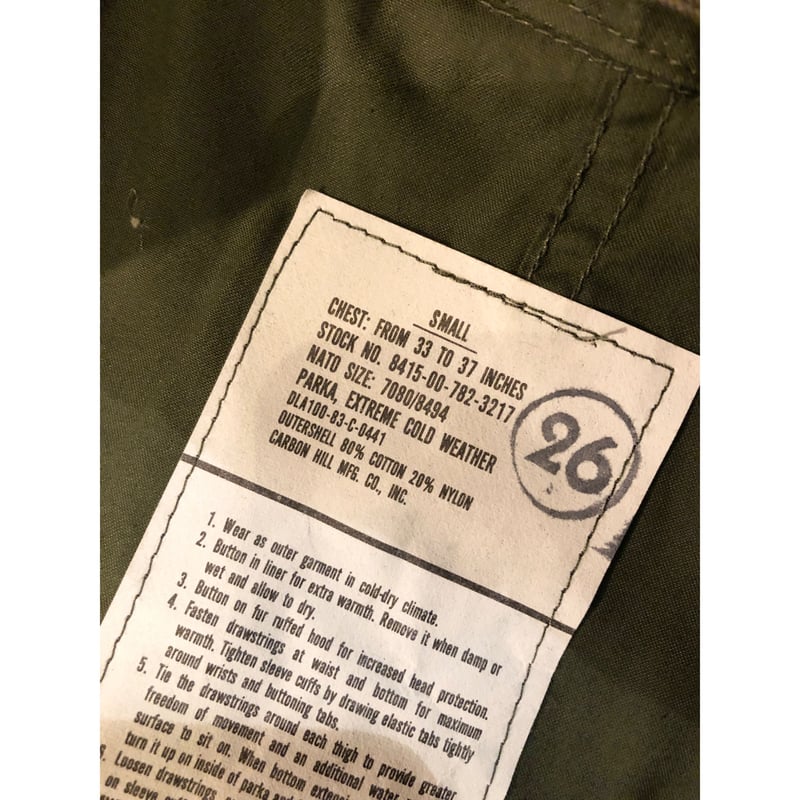 SMALL
CHEST: FROM 33 TO 37 INCHES
STOCK NO. 8415-00-782-3217
NATO SIZE: 7080/8494
PARKA, EXTREME COLD WEATHER
DLA100-83-C-0441
OUTERSHELL 80% COTTON 20% NYLON
CARBON HILL MFG. CO., INC.
26
1. Wear as outer garment in cold-dry climate.
2. Button in liner for extra warmth. Remove it when damp or
wet and allow to dry.
3. Button on fur ruffed hood for increased head protection.
4. Fasten drawstrings at waist and bottom for maximum
warmth. Tighten sleeve cuffs by drawing elastic tabs tightly
around wrists and buttoning tabs.
5. Tie the drawstrings around each thigh to provide greater
freedom of movement and an additional water
surface to sit on. When bottom
turn it up on inside of parka and
6. Loosen drawstrings
on sleeve